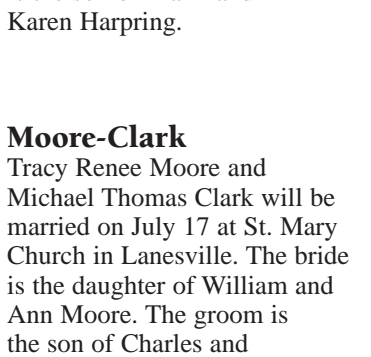 Karen Harpring.
Moore-Clark
Tracy Renee Moore and
Michael Thomas Clark will be
married on July 17 at St. Mary
Church in Lanesville. The bride
is the daughter of William and
Ann Moore. The groom is
the son of Charles and